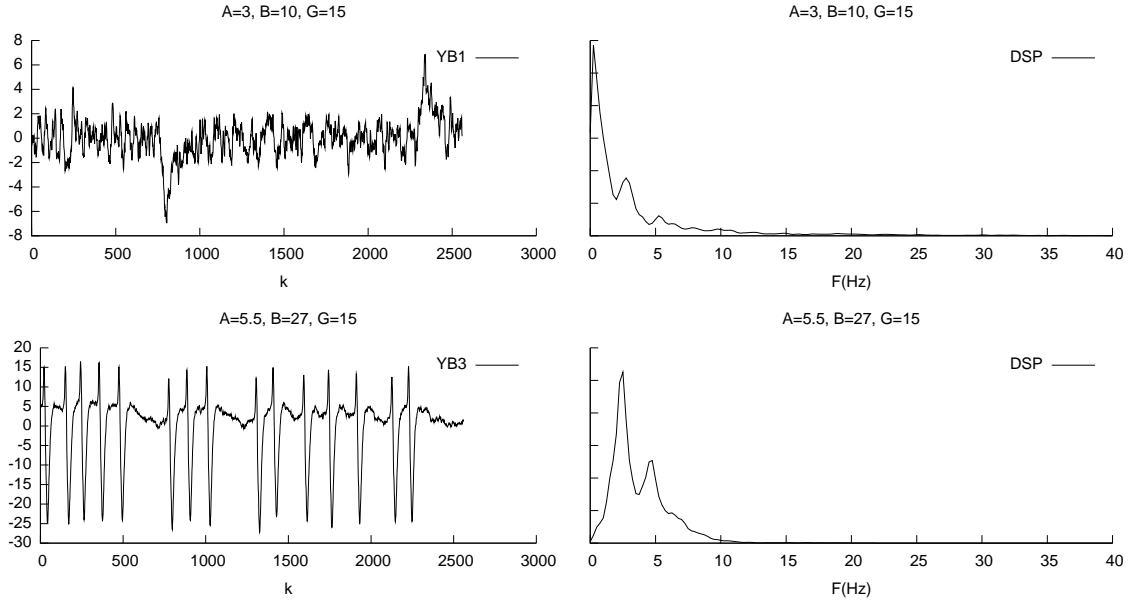 A=3, B=10, G=15
8
6
4
2
0
-2
-4
-6
-8
YB1
0 500 1000 1500 2000 2500 3000
k
A=3, B=10, G=15
DSP
0 5 10 15 20 25 30 35 40
F(Hz)
A=5.5, B=27, G=15
20
15
10
5
0
-5
-10
-15
-20
-25
-30
YB3
0 500 1000 1500 2000 2500 3000
k
A=5.5, B=27, G=15
DSP
0 5 10 15 20 25 30 35 40
F(Hz)